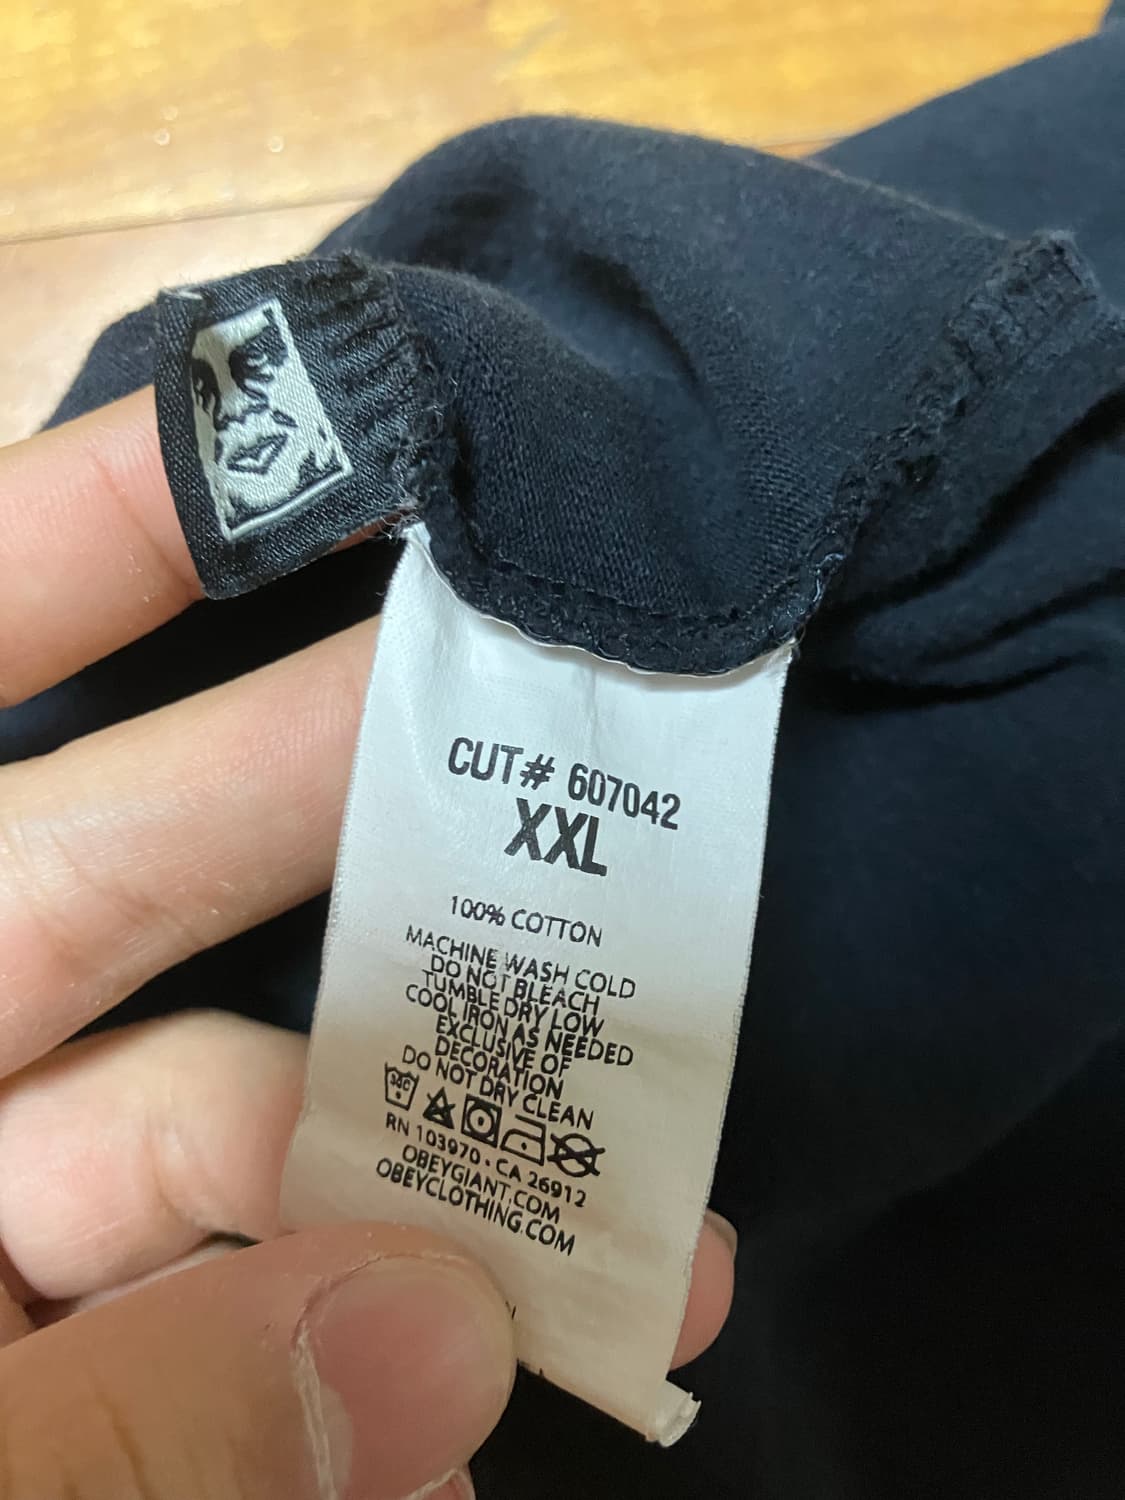 CUT# 607042
XXL
100% COTTON
MACHINE WASH COLD
DO NOT BLEACH
TUMBLE DRY LOW
COOL IRON AS NEEDED
EXCLUSIVE OF
DECORATION
DO NOT DRY CLEAN
30C
RN 103970 . CA 26912
OBEYGIANT.COM
OBEYCLOTHING.COM